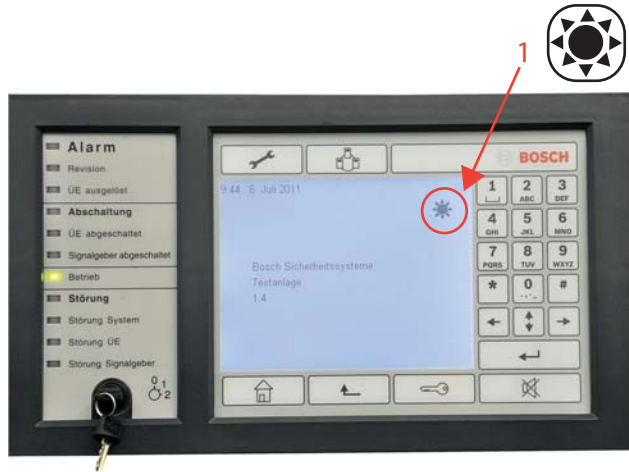 1
Alarm
Revision
ÜE ausgelöst
Abschaltung
ÜE abgeschaltet
Signalgeber abgeschaltet
Betrieb
Störung
Störung System
Störung ÜE
Störung Signalgeber
0 1
2
BOSCH
9:44 6. Juli 2011
Bosch Sicherheitssysteme
Testanlage
1.4
1 2 3
ABC DEF
4 5 6
GHI JKL MNO
7 8 9
PQRS TUV WXYZ
* 0 #